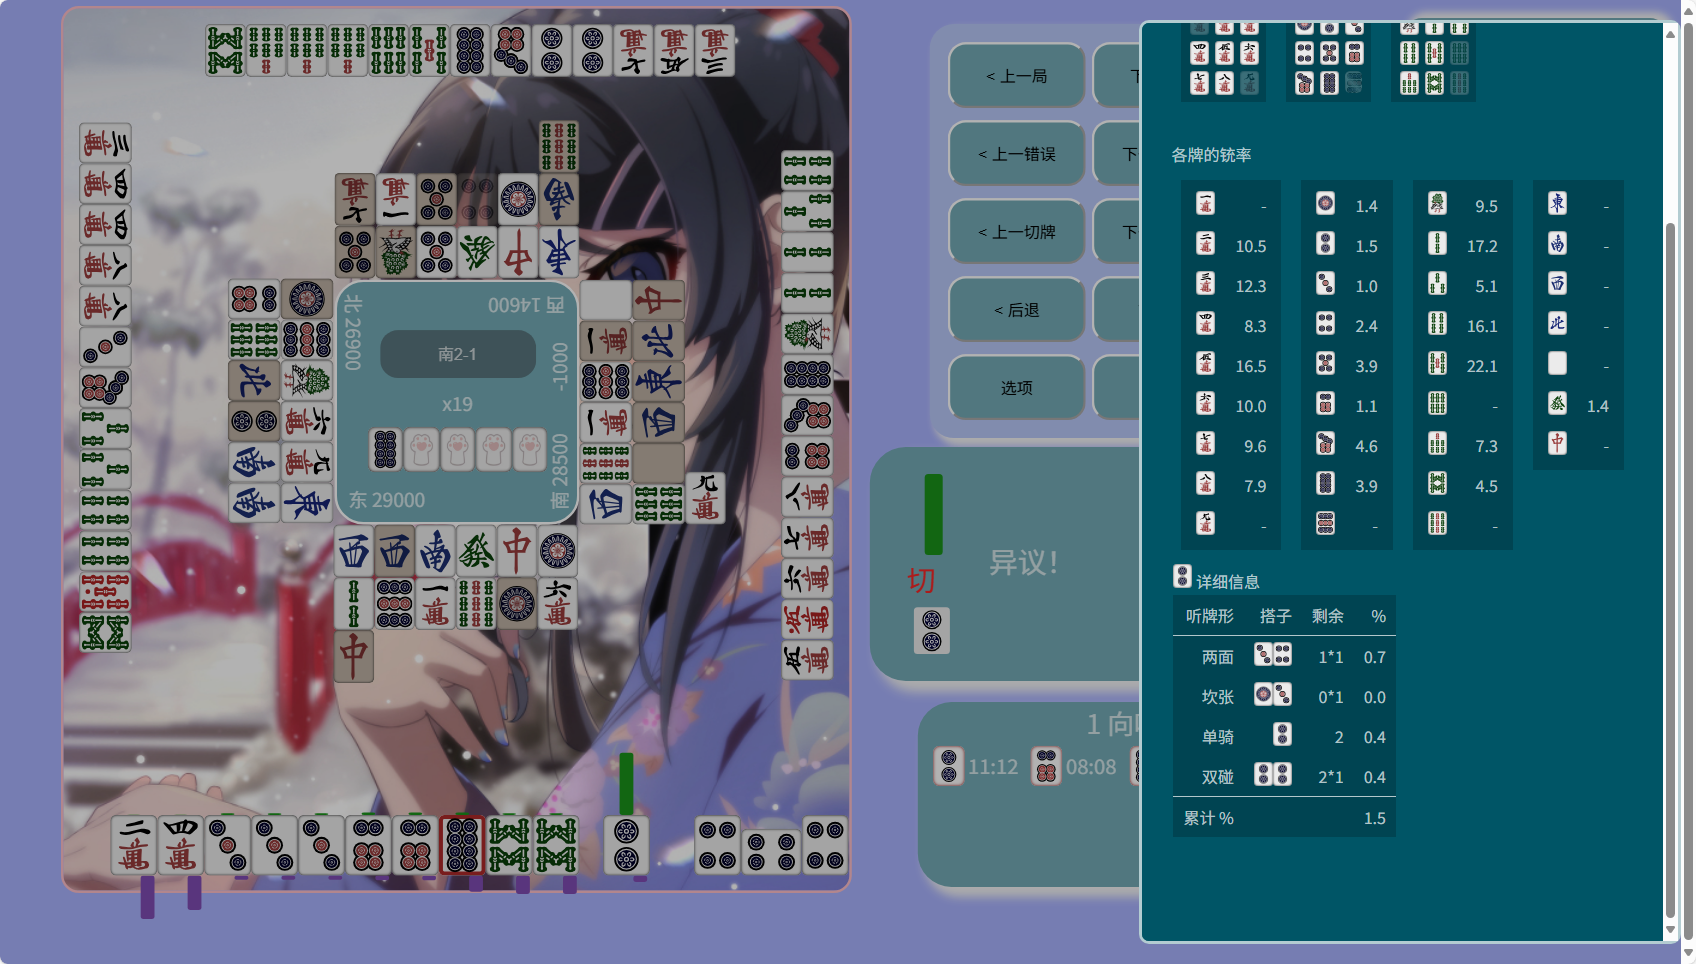 < 上一局
下
< 上一错误
下
< 上一切牌
下
< 后退
选项
北 26900
西 14600
南2-1
-1000
x19
东 29000
南 28500
异议!
切
1 向
11:12
08:08
各牌的铳率
- 1.4 9.5 -
10.5 1.5 17.2 -
12.3 1.0 5.1 -
8.3 2.4 16.1 -
16.5 3.9 22.1 -
10.0 1.1 - 1.4
9.6 4.6 7.3 -
7.9 3.9 4.5
- - -
详细信息
听牌形 搭子 剩余 %
两面 1*1 0.7
坎张 0*1 0.0
单骑 2 0.4
双碰 2*1 0.4
累计 % 1.5